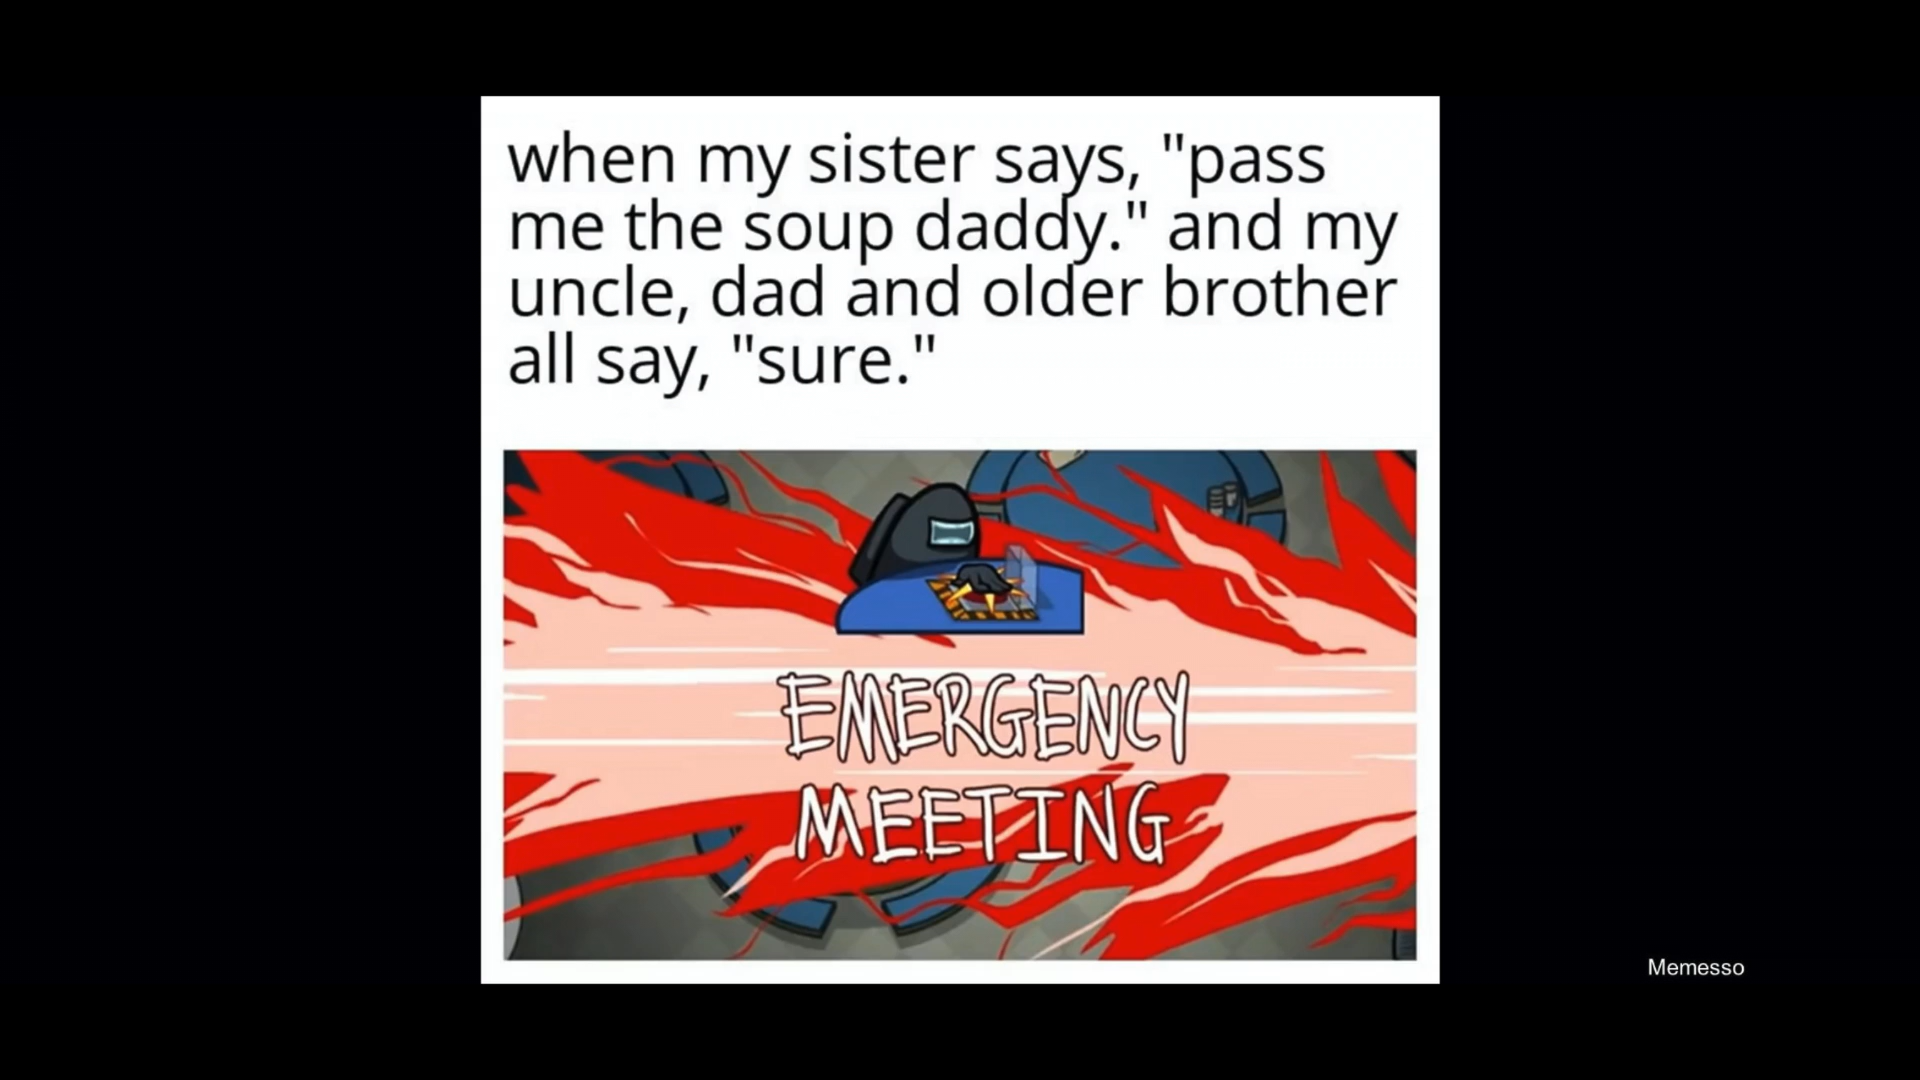 when my sister says, "pass
me the soup daddy." and my
uncle, dad and older brother
all say, "sure."
EMERGENCY
MEETING
Memesso